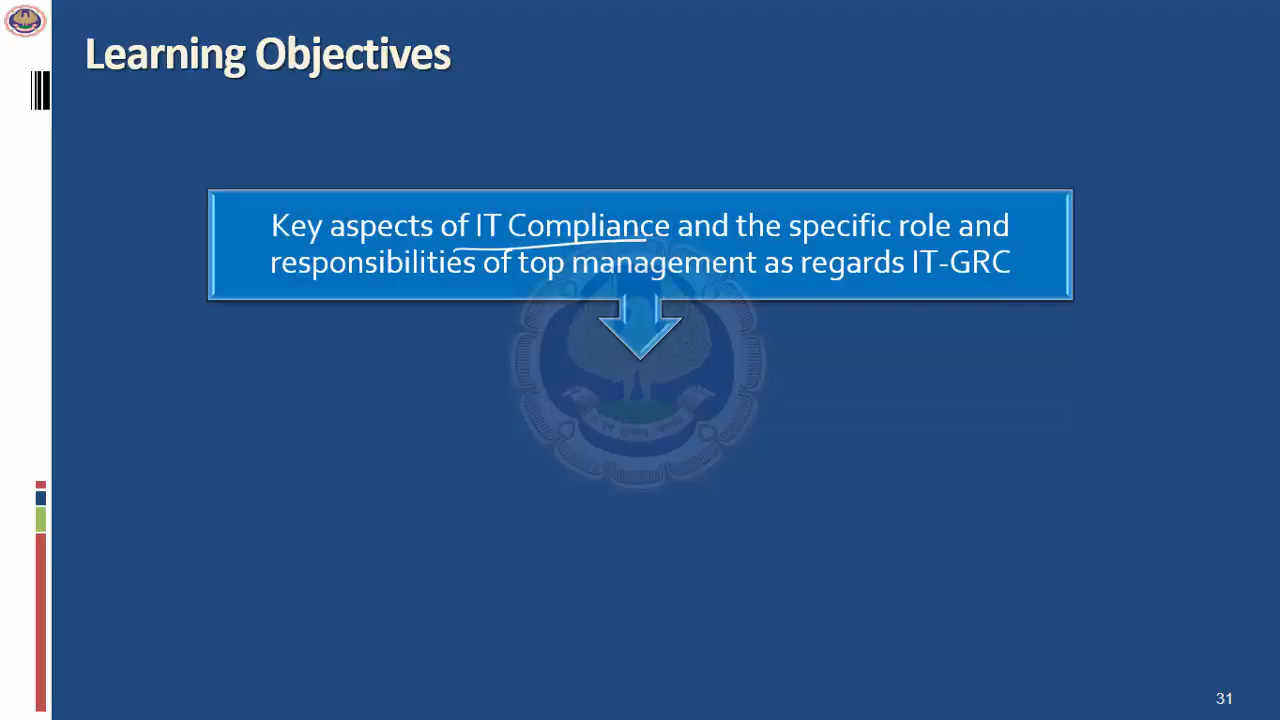 Learning Objectives
Key aspects of IT Compliance and the specific role and
responsibilities of top management as regards IT-GRC
31